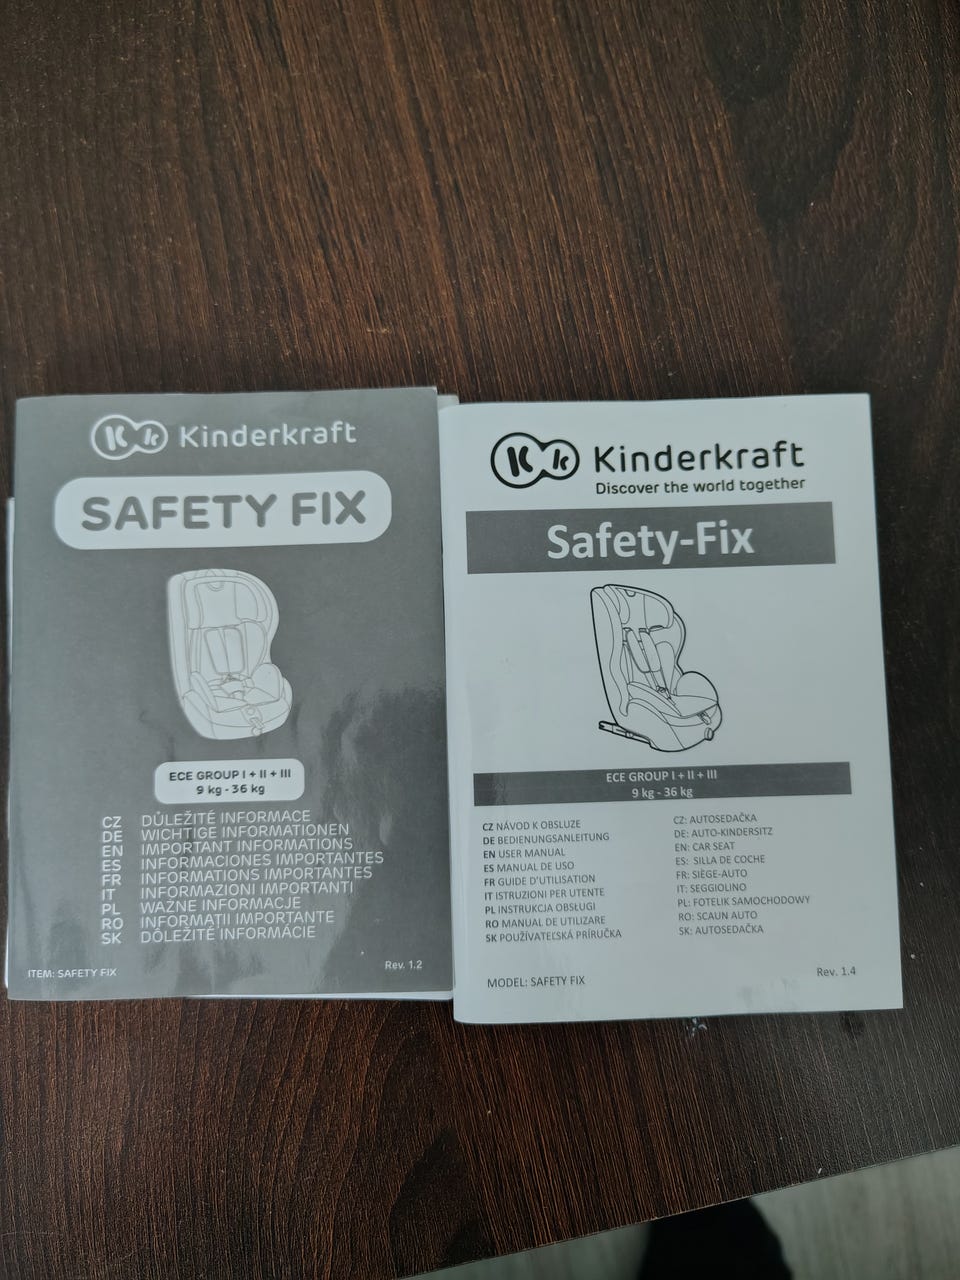 Kinderkraft
SAFETY FIX
ECE GROUP I + II + III
9 kg - 36 kg
CZ DŮLEŽITÉ INFORMACE
DE WICHTIGE INFORMATIONEN
EN IMPORTANT INFORMATIONS
ES INFORMACIONES IMPORTANTES
FR INFORMATIONS IMPORTANTES
IT INFORMAZIONI IMPORTANTI
PL WAŻNE INFORMACJE
RO INFORMAȚII IMPORTANTE
SK DÔLEŽITÉ INFORMÁCIE
ITEM: SAFETY FIX
Rev. 1.2
Kinderkraft
Discover the world together
Safety-Fix
ECE GROUP I + II + III
9 kg - 36 kg
CZ NÁVOD K OBSLUZE
DE BEDIENUNGSANLEITUNG
EN USER MANUAL
ES MANUAL DE USO
FR GUIDE D'UTILISATION
IT ISTRUZIONI PER UTENTE
PL INSTRUKCJA OBSŁUGI
RO MANUAL DE UTILIZARE
SK POUŽÍVATEĽSKÁ PRÍRUČKA
CZ: AUTOSEDAČKA
DE: AUTO-KINDERSITZ
EN: CAR SEAT
ES: SILLA DE COCHE
FR: SIÈGE-AUTO
IT: SEGGIOLINO
PL: FOTELIK SAMOCHODOWY
RO: SCAUN AUTO
SK: AUTOSEDAČKA
MODEL: SAFETY FIX
Rev. 1.4